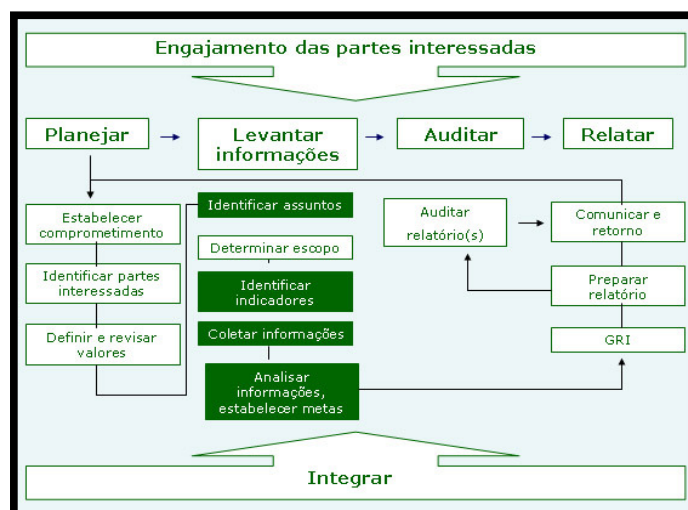 Engajamento das partes interessadas
Planejar
Levantar
informações
Auditar
Relatar
Estabelecer
comprometimento
Identificar partes
interessadas
Definir e revisar
valores
Identificar assuntos
Determinar escopo
Identificar
indicadores
Coletar informações
Analisar
informações,
estabelecer metas
Auditar
relatório(s)
Comunicar e
retorno
Preparar
relatório
GRI
Integrar